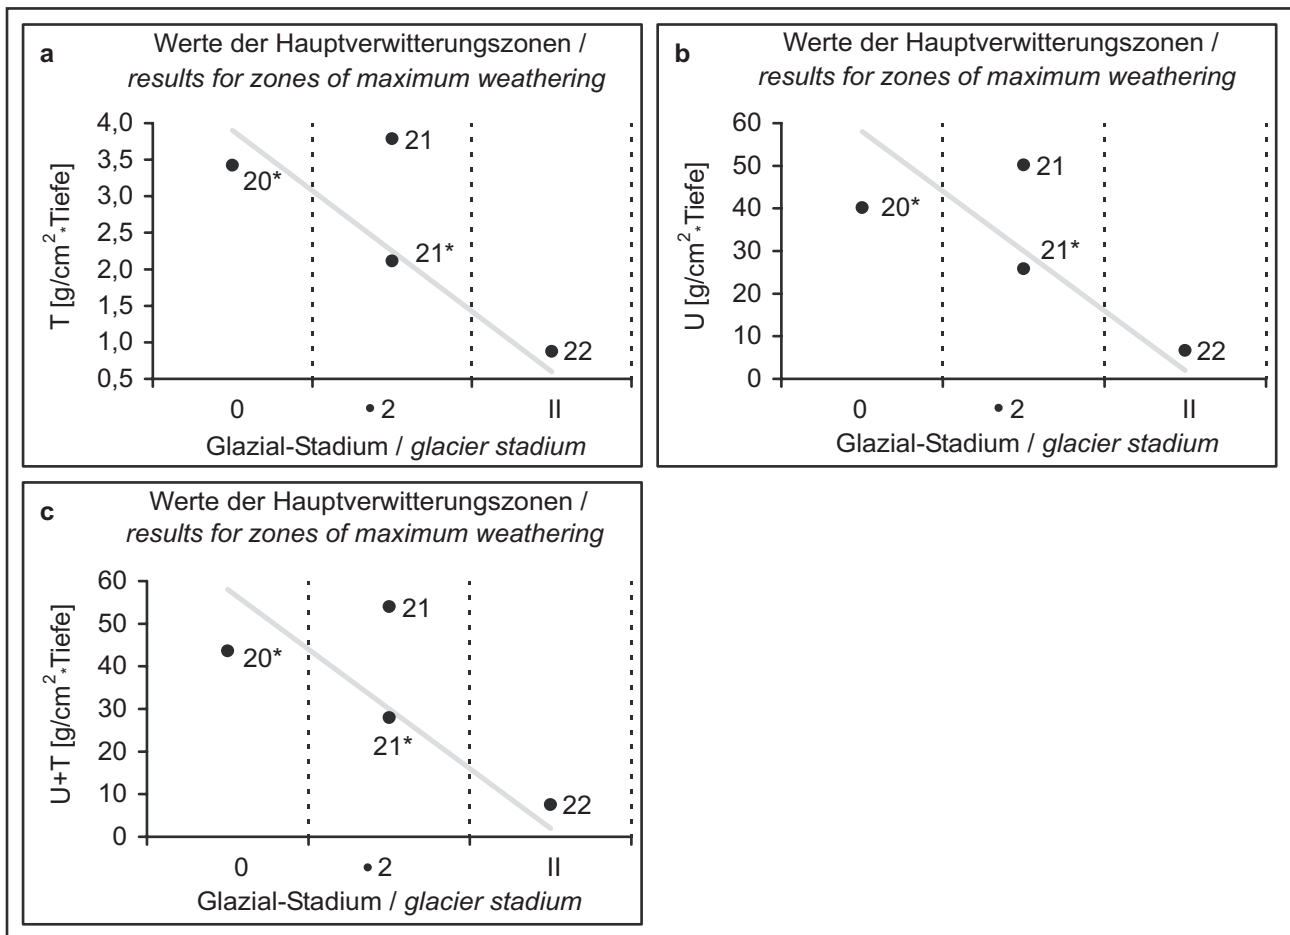 a
Werte der Hauptverwitterungszonen /
results for zones of maximum weathering
T [g/cm²*Tiefe]
4,0
3,5
3,0
2,5
2,0
1,5
1,0
0,5
20*
21
21*
22
0
• 2
II
Glazial-Stadium / glacier stadium
b
Werte der Hauptverwitterungszonen /
results for zones of maximum weathering
U [g/cm²*Tiefe]
60
50
40
30
20
10
0
20*
21
21*
22
0
• 2
II
Glazial-Stadium / glacier stadium
c
Werte der Hauptverwitterungszonen /
results for zones of maximum weathering
U+T [g/cm²*Tiefe]
60
50
40
30
20
10
0
20*
21
21*
22
0
• 2
II
Glazial-Stadium / glacier stadium